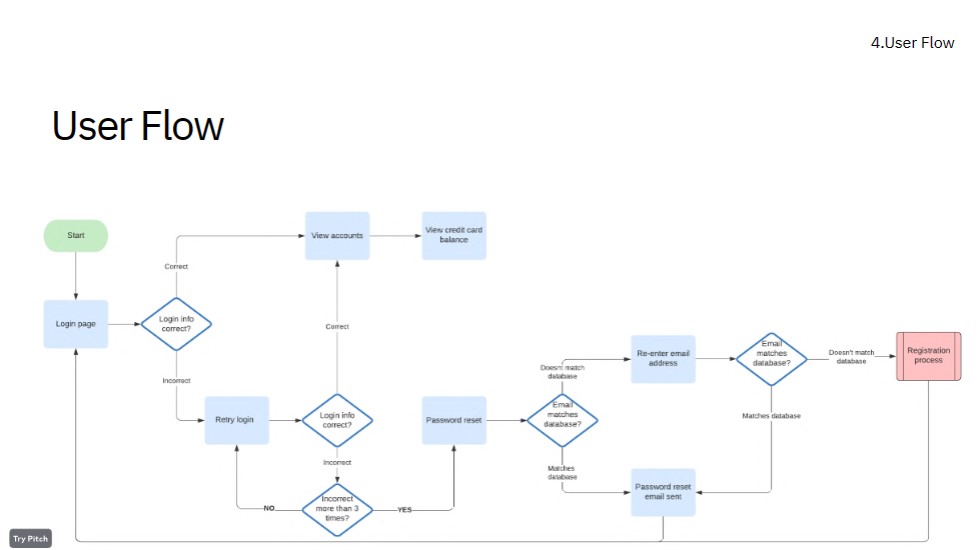 4.User Flow
User Flow
Start
View accounts
View credit card
balance
Correct
Login page
Login info
correct?
Correct
Incorrect
Retry login
Login info
correct?
Incorrect
Incorrect
more than 3
times?
NO
YES
Password reset
Email
matches
database?
Doesn't match
database
Matches
database
Re-enter email
address
Email
matches
database?
Doesn't match
database
Registration
process
Matches database
Password reset
email sent
Try Pitch